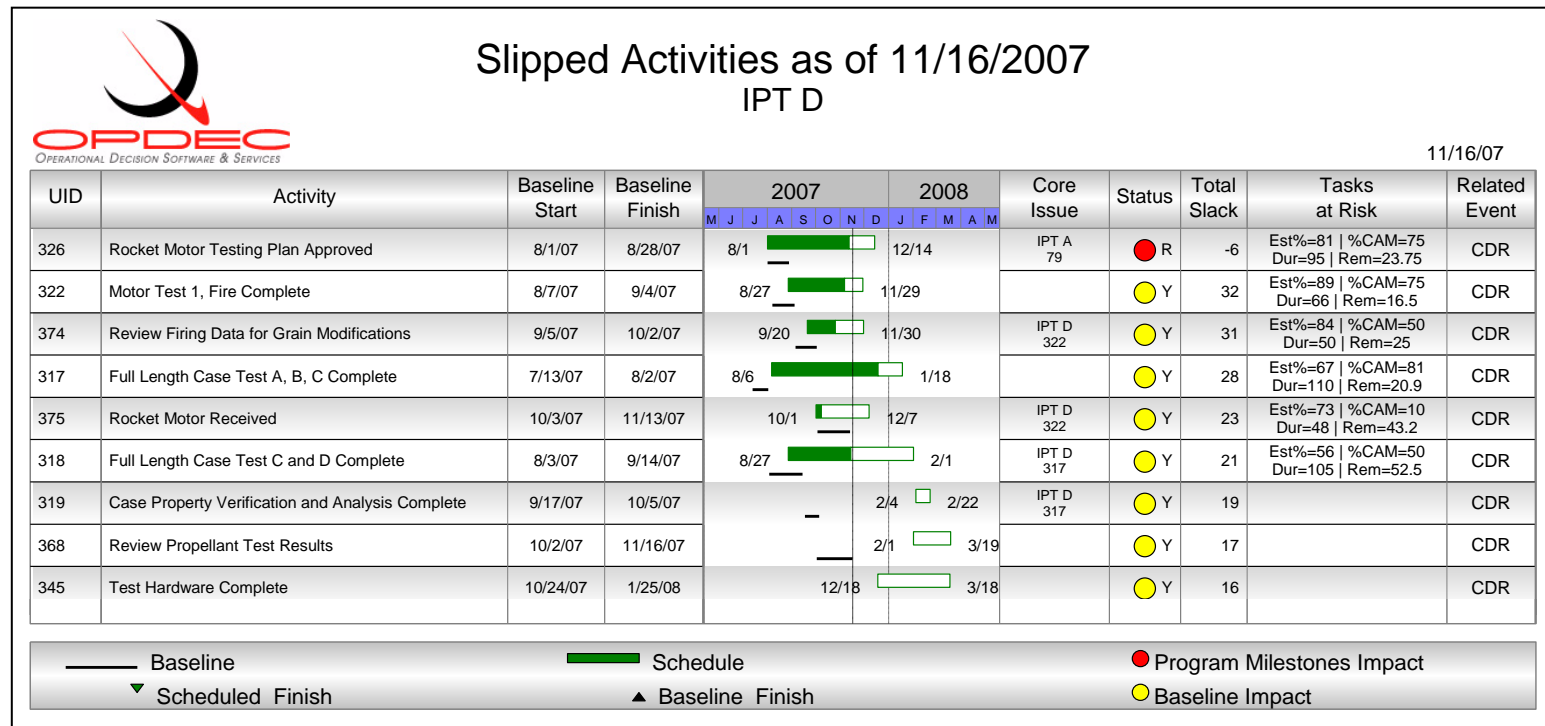 Slipped Activities as of 11/16/2007
IPT D
OPDEC
OPERATIONAL DECISION SOFTWARE & SERVICES
11/16/07
UID Activity Baseline Start Baseline Finish 2007 2008 Core Issue Status Total Slack Tasks at Risk Related Event
M J J A S O N D J F M A M
326 Rocket Motor Testing Plan Approved 8/1/07 8/28/07 8/1 12/14 IPT A 79 R -6 Est%=81 | %CAM=75 Dur=95 | Rem=23.75 CDR
322 Motor Test 1, Fire Complete 8/7/07 9/4/07 8/27 11/29 Y 32 Est%=89 | %CAM=75 Dur=66 | Rem=16.5 CDR
374 Review Firing Data for Grain Modifications 9/5/07 10/2/07 9/20 11/30 IPT D 322 Y 31 Est%=84 | %CAM=50 Dur=50 | Rem=25 CDR
317 Full Length Case Test A, B, C Complete 7/13/07 8/2/07 8/6 1/18 Y 28 Est%=67 | %CAM=81 Dur=110 | Rem=20.9 CDR
375 Rocket Motor Received 10/3/07 11/13/07 10/1 12/7 IPT D 322 Y 23 Est%=73 | %CAM=10 Dur=48 | Rem=43.2 CDR
318 Full Length Case Test C and D Complete 8/3/07 9/14/07 8/27 2/1 IPT D 317 Y 21 Est%=56 | %CAM=50 Dur=105 | Rem=52.5 CDR
319 Case Property Verification and Analysis Complete 9/17/07 10/5/07 2/4 2/22 IPT D 317 Y 19 CDR
368 Review Propellant Test Results 10/2/07 11/16/07 2/1 3/19 Y 17 CDR
345 Test Hardware Complete 10/24/07 1/25/08 12/18 3/18 Y 16 CDR
Baseline Schedule Program Milestones Impact
Scheduled Finish Baseline Finish Baseline Impact